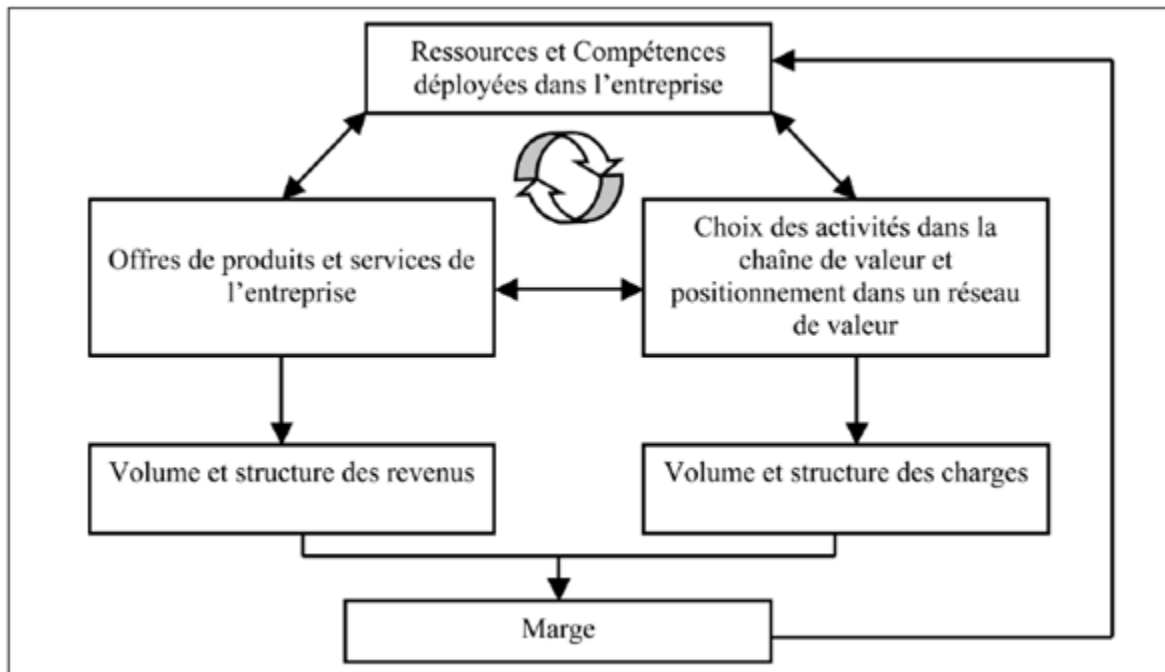 Ressources et Compétences
déployées dans l'entreprise
Offres de produits et services de
l'entreprise
Choix des activités dans la
chaîne de valeur et
positionnement dans un réseau
de valeur
Volume et structure des revenus
Volume et structure des charges
Marge